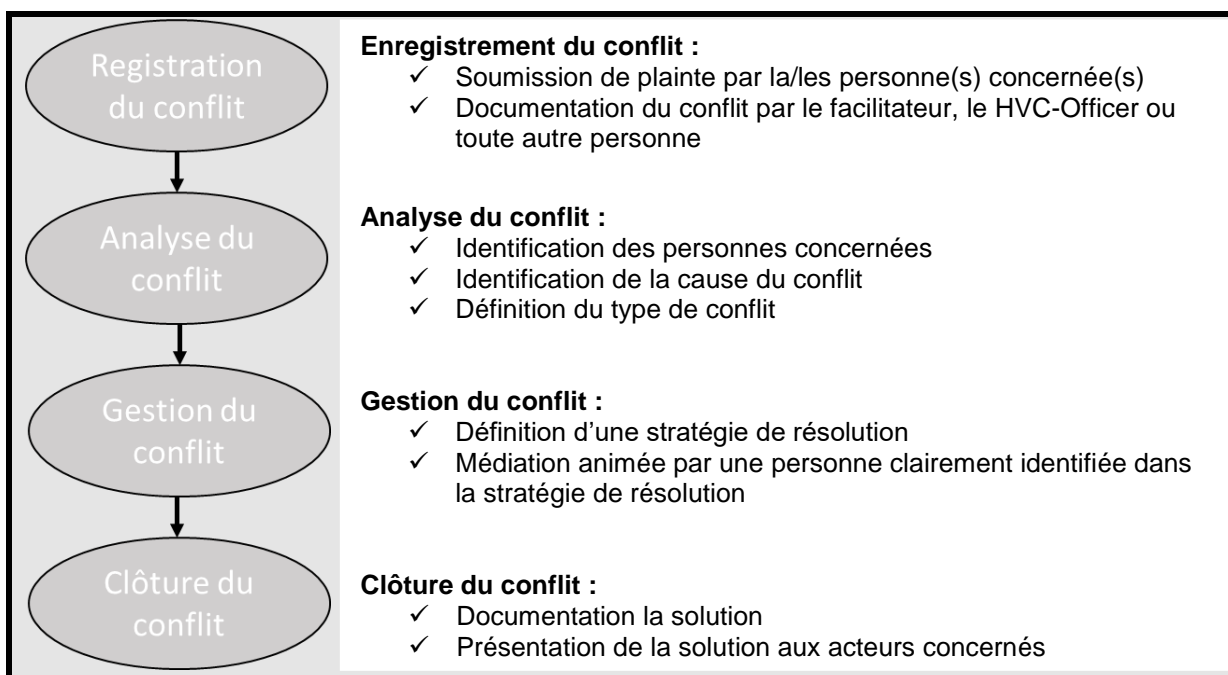 Registration
du conflit
Enregistrement du conflit :
✓ Soumission de plainte par la/les personne(s) concernée(s)
✓ Documentation du conflit par le facilitateur, le HVC-Officer ou
toute autre personne
Analyse du
conflit
Analyse du conflit :
✓ Identification des personnes concernées
✓ Identification de la cause du conflit
✓ Définition du type de conflit
Gestion du
conflit
Gestion du conflit :
✓ Définition d’une stratégie de résolution
✓ Médiation animée par une personne clairement identifiée dans
la stratégie de résolution
Clôture du
conflit
Clôture du conflit :
✓ Documentation la solution
✓ Présentation de la solution aux acteurs concernés